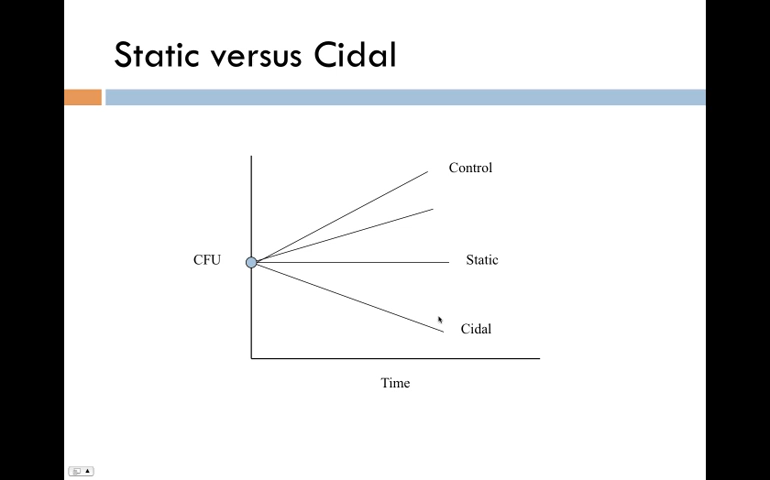 Static versus Cidal
Control
CFU
Static
Cidal
Time